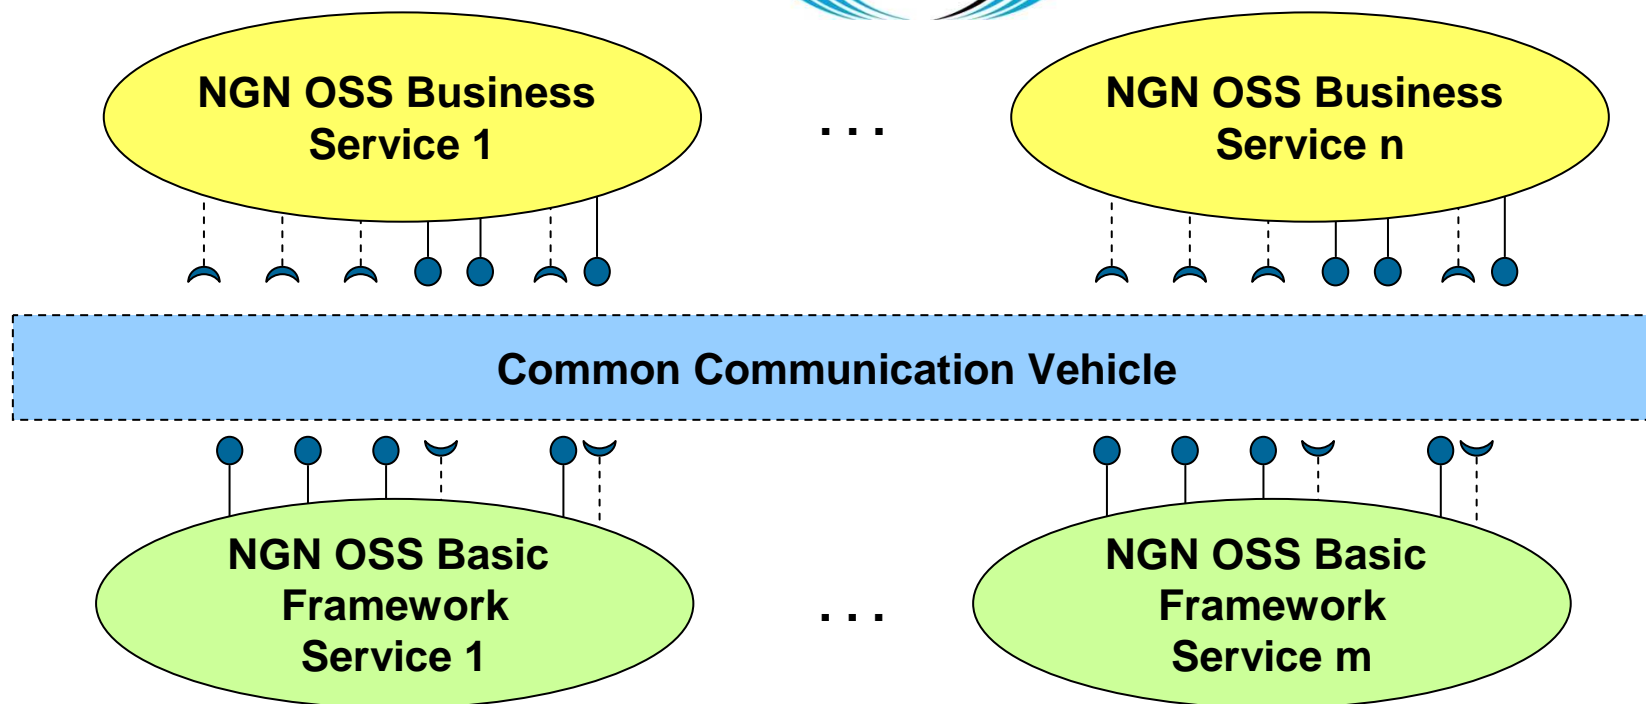 NGN OSS Business
Service 1
. . .
NGN OSS Business
Service n
Common Communication Vehicle
NGN OSS Basic
Framework
Service 1
. . .
NGN OSS Basic
Framework
Service m